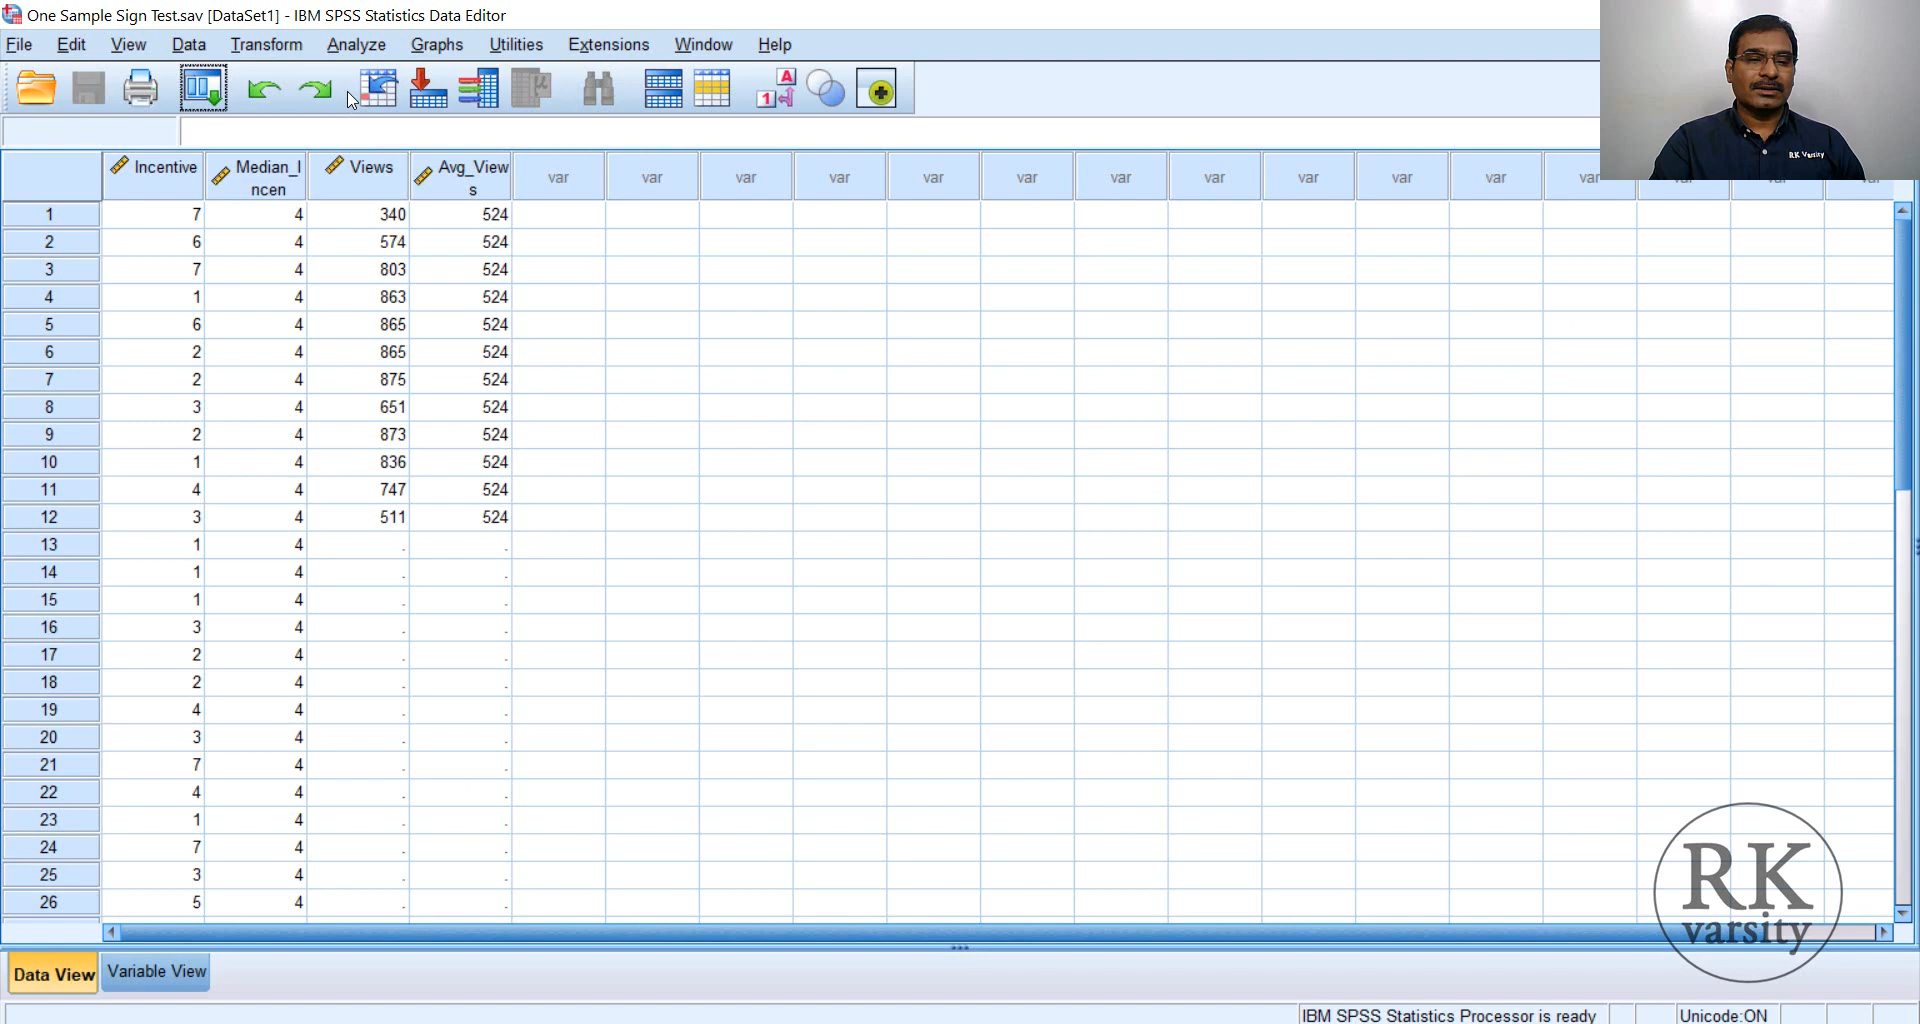 One Sample Sign Test.sav [DataSet1] - IBM SPSS Statistics Data Editor
File Edit View Data Transform Analyze Graphs Utilities Extensions Window Help
A
1
RK Varsity
Incentive Median_I Views Avg_View var var var var var var var var var var var var
ncen s
1 7 4 340 524
2 6 4 574 524
3 7 4 803 524
4 1 4 863 524
5 6 4 865 524
6 2 4 865 524
7 2 4 875 524
8 3 4 651 524
9 2 4 873 524
10 1 4 836 524
11 4 4 747 524
12 3 4 511 524
13 1 4 . .
14 1 4 . .
15 1 4 . .
16 3 4 . .
17 2 4 . .
18 2 4 . .
19 4 4 . .
20 3 4 . .
21 7 4 . .
22 4 4 . .
23 1 4 . .
24 7 4 . .
25 3 4 . .
26 5 4 . .
RK
varsity
Data View Variable View
IBM SPSS Statistics Processor is ready Unicode:ON